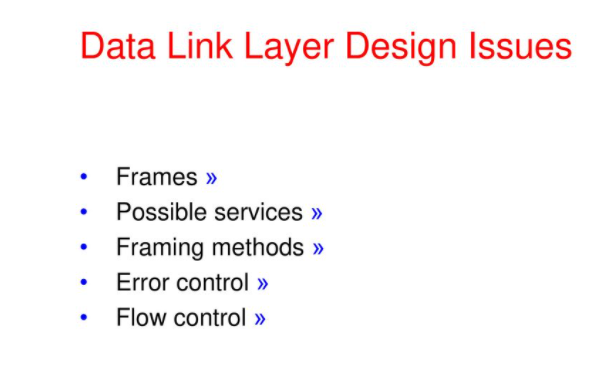 Data Link Layer Design Issues
• Frames »
• Possible services »
• Framing methods »
• Error control »
• Flow control »